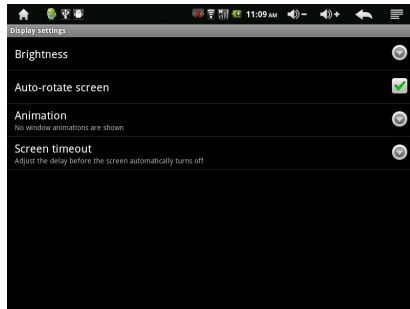 11:09 AM
Display settings
Brightness
Auto-rotate screen
Animation
No window animations are shown
Screen timeout
Adjust the delay before the screen automatically turns off